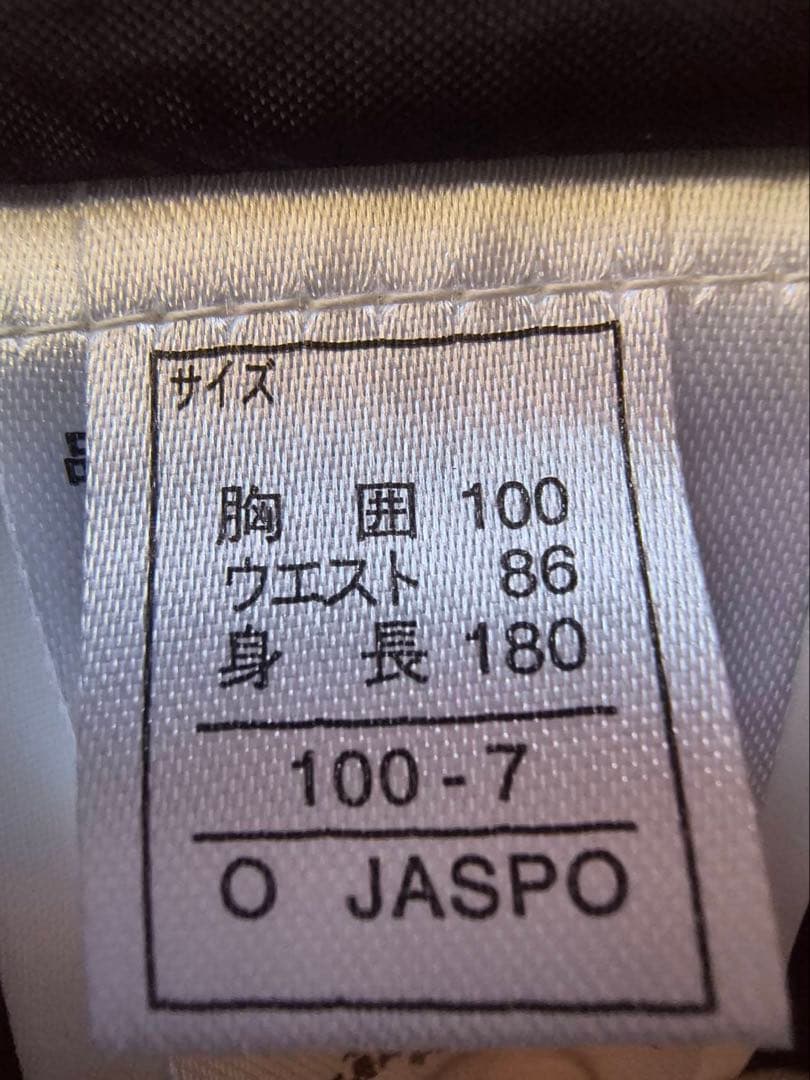 サイズ
胸 囲 100
ウエスト 86
身 長 180
100-7
O JASPO